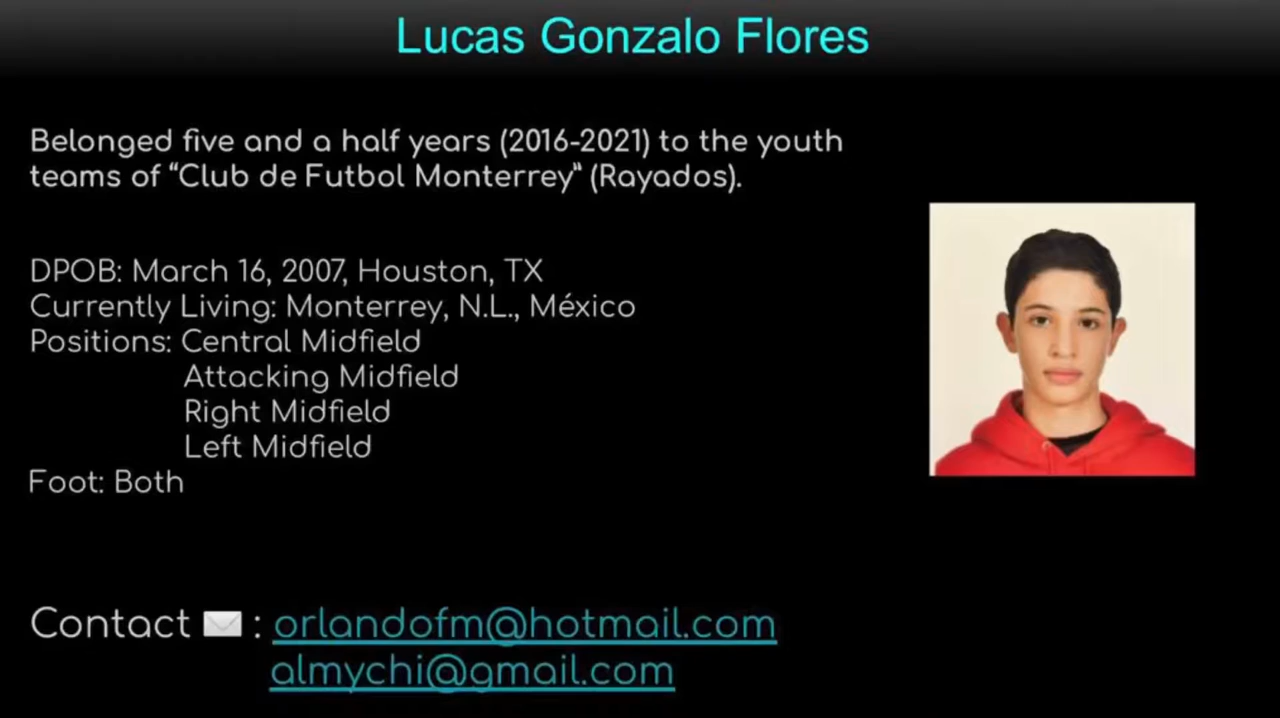 Lucas Gonzalo Flores
Belonged five and a half years (2016-2021) to the youth
teams of “Club de Futbol Monterrey” (Rayados).
DPOB: March 16, 2007, Houston, TX
Currently Living: Monterrey, N.L., México
Positions: Central Midfield
Attacking Midfield
Right Midfield
Left Midfield
Foot: Both
Contact ✉️ : orlandofm@hotmail.com
almychi@gmail.com